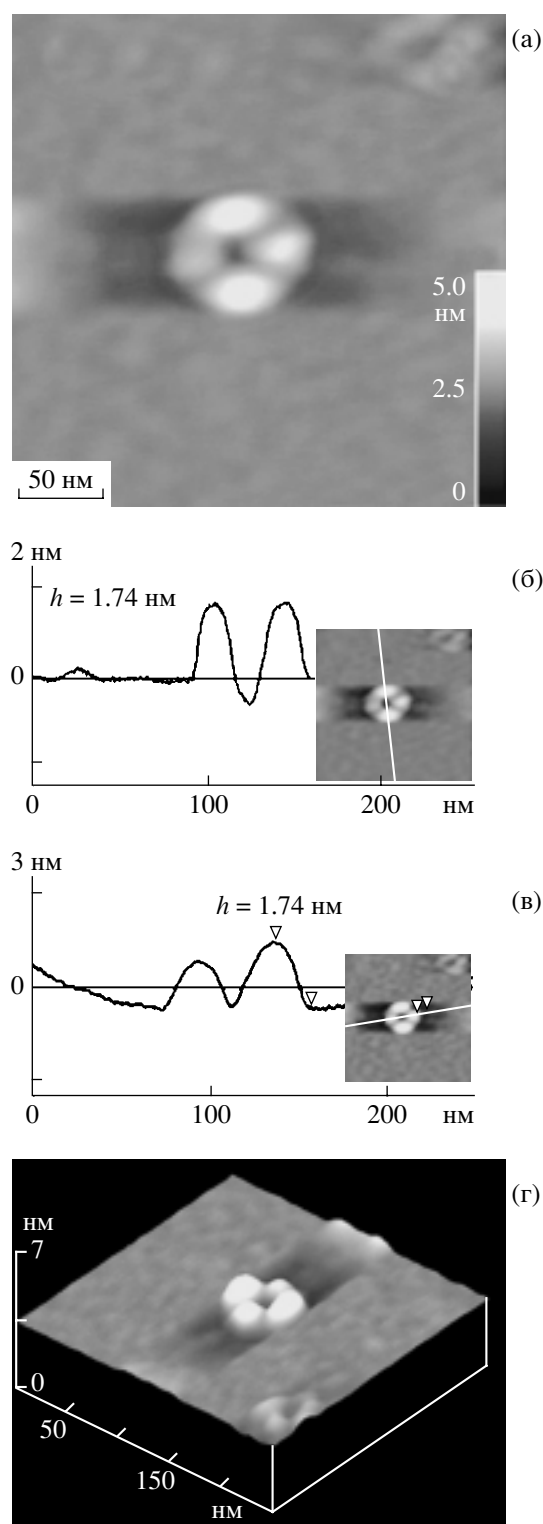 (а)
5.0
нм
2.5
0
50 нм
2 нм
(б)
h = 1.74 нм
0
0
100
200
нм
3 нм
(в)
h = 1.74 нм
0
0
100
200
нм
(г)
нм
7
0
50
150
нм